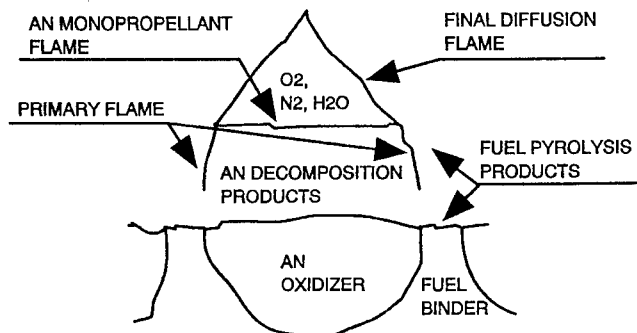 AN MONOPROPELLANT
FLAME
FINAL DIFFUSION
FLAME
O2,
N2, H2O
PRIMARY FLAME
AN DECOMPOSITION
PRODUCTS
FUEL PYROLYSIS
PRODUCTS
AN
OXIDIZER
FUEL
BINDER